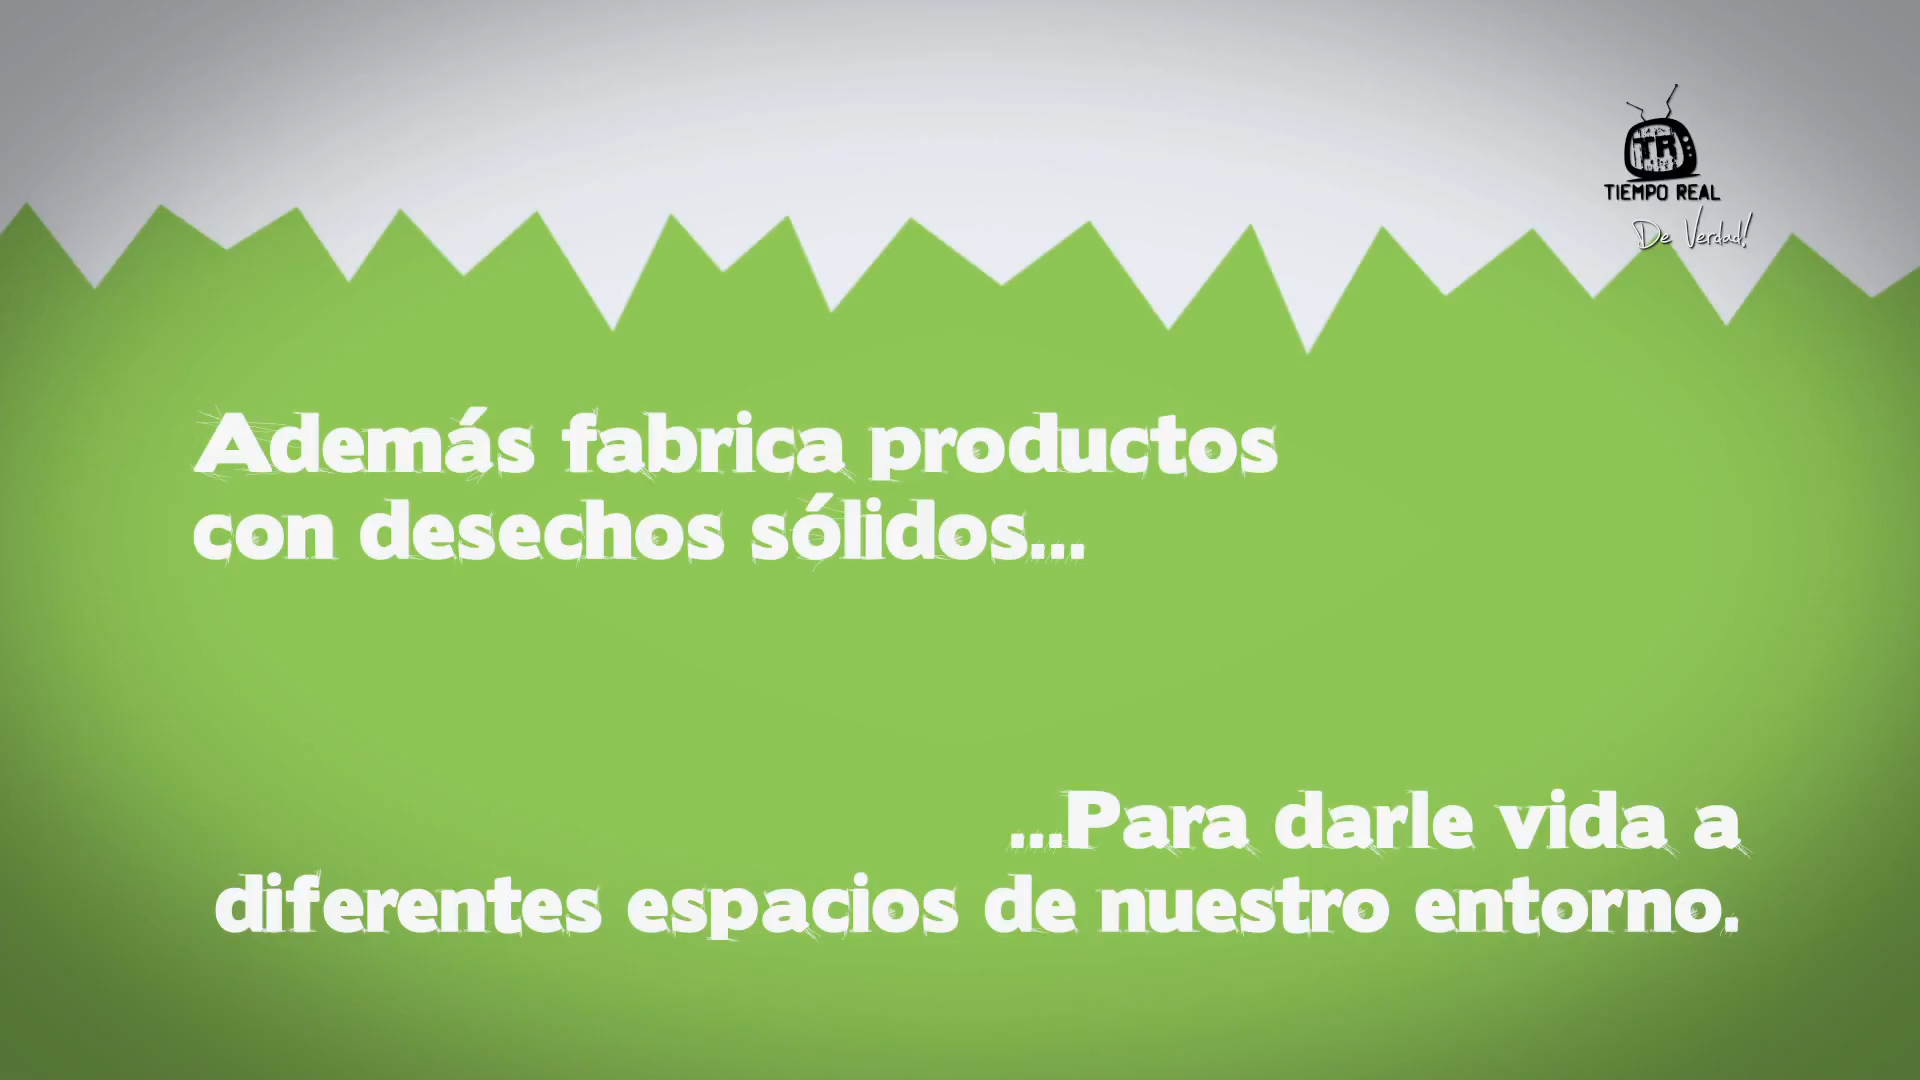 TR
TIEMPO REAL
De Verdad!
Además fabrica productos
con desechos sólidos...
...Para darle vida a
diferentes espacios de nuestro entorno.